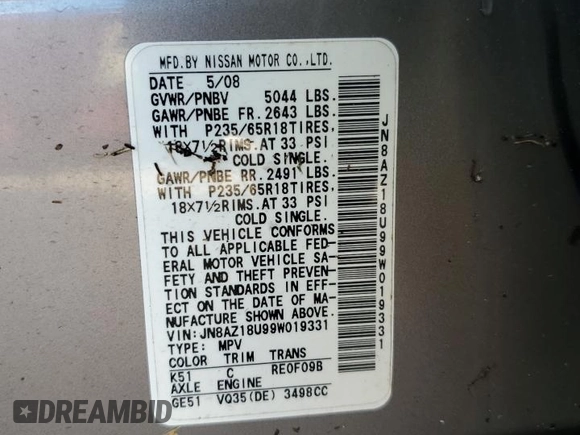 MFD.BY NISSAN MOTOR CO.,LTD.
DATE 5/08
GVWR/PNBV 5044 LBS.
GAWR/PNBE FR. 2643 LBS.
WITH P235/65R18TIRES,
18X7½RIMS.AT 33 PSI
COLD SINGLE.
GAWR/PNBE RR. 2491 LBS.
WITH P235/65R18TIRES,
18X7½RIMS.AT 33 PSI
COLD SINGLE.
THIS VEHICLE CONFORMS
TO ALL APPLICABLE FED-
ERAL MOTOR VEHICLE SA-
FETY AND THEFT PREVEN-
TION STANDARDS IN EFF-
ECT ON THE DATE OF MA-
NUFACTURE SHOWN ABOVE.
VIN:JN8AZ18U99W019331
TYPE: MPV
COLOR TRIM TRANS
K51 C RE0F09B
AXLE ENGINE
GE51 VQ35(DE) 3498CC
JN8AZ18U99W019331
DREAMBID